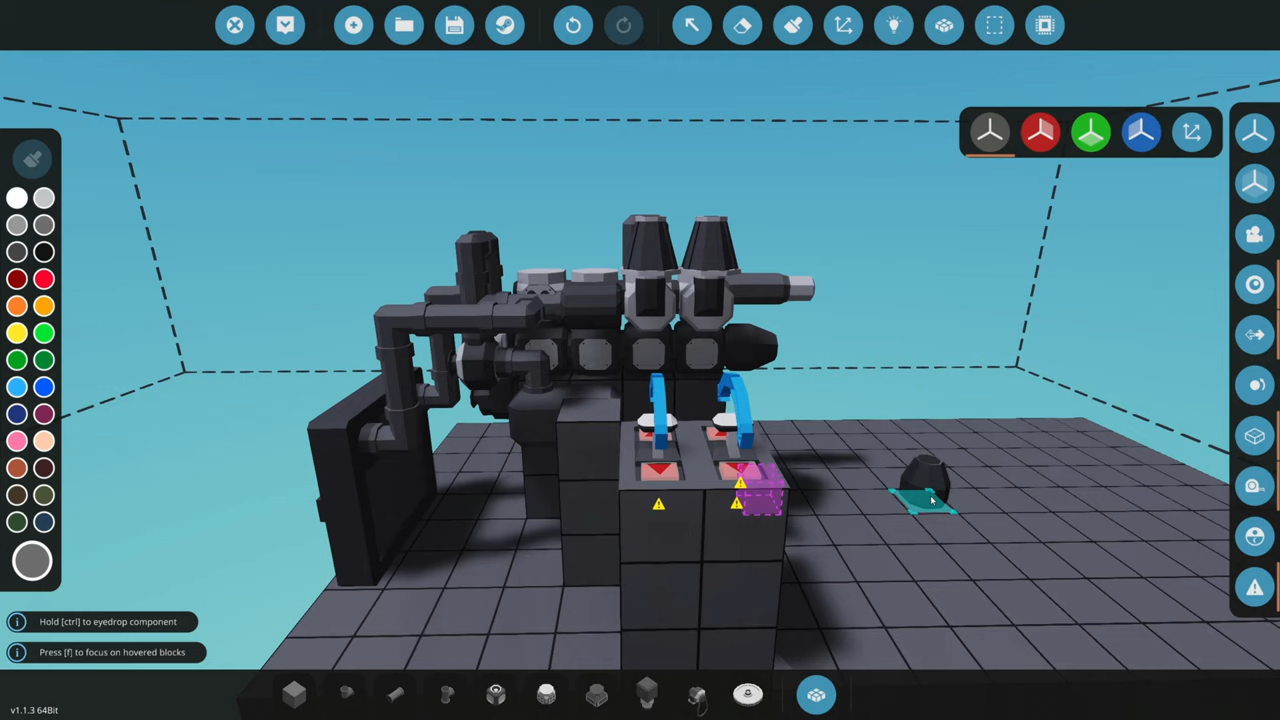 Hold [ctrl] to eyedrop component
Press [f] to focus on hovered blocks
v1.1.3 64Bit